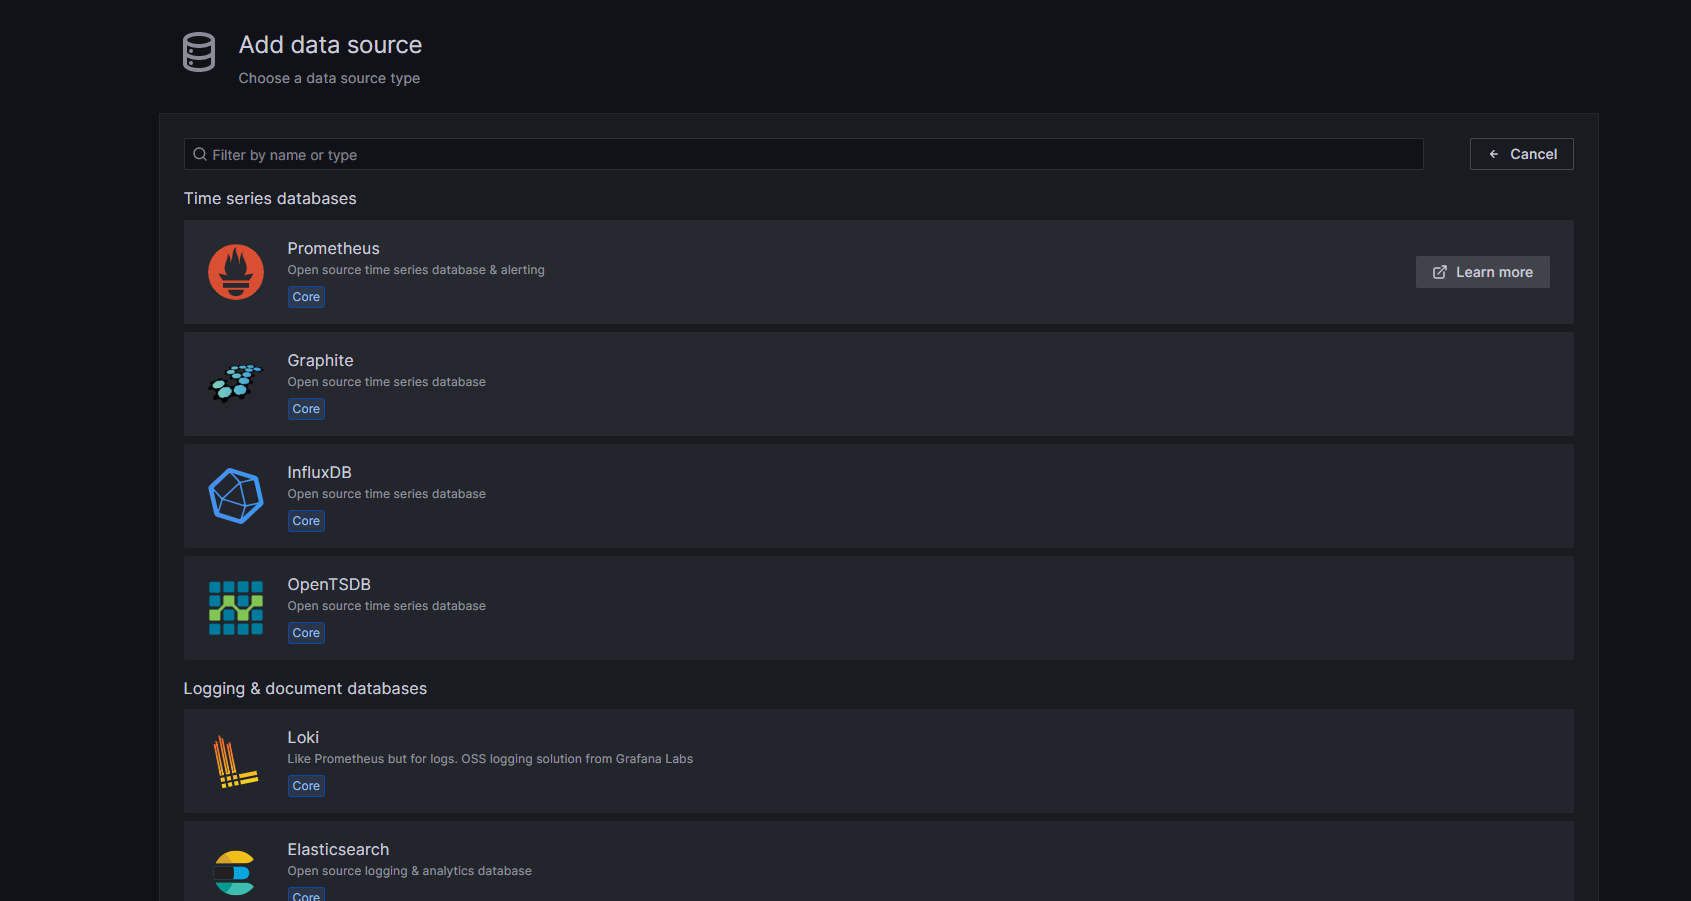 Add data source
Choose a data source type
Filter by name or type
Cancel
Time series databases
Prometheus
Open source time series database & alerting
Core
Learn more
Graphite
Open source time series database
Core
InfluxDB
Open source time series database
Core
OpenTSDB
Open source time series database
Core
Logging & document databases
Loki
Like Prometheus but for logs. OSS logging solution from Grafana Labs
Core
Elasticsearch
Open source logging & analytics database
Core